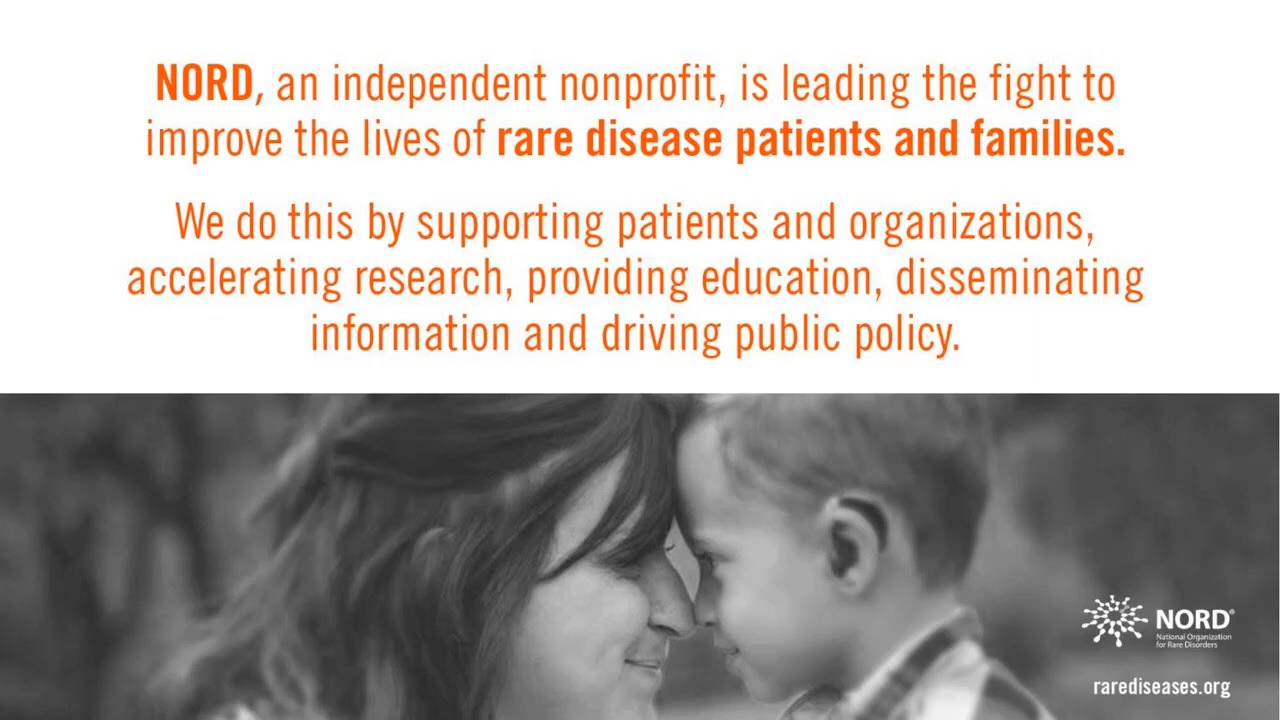 NORD, an independent nonprofit, is leading the fight to
improve the lives of rare disease patients and families.
We do this by supporting patients and organizations,
accelerating research, providing education, disseminating
information and driving public policy.
NORD®
National Organization
for Rare Disorders
rarediseases.org